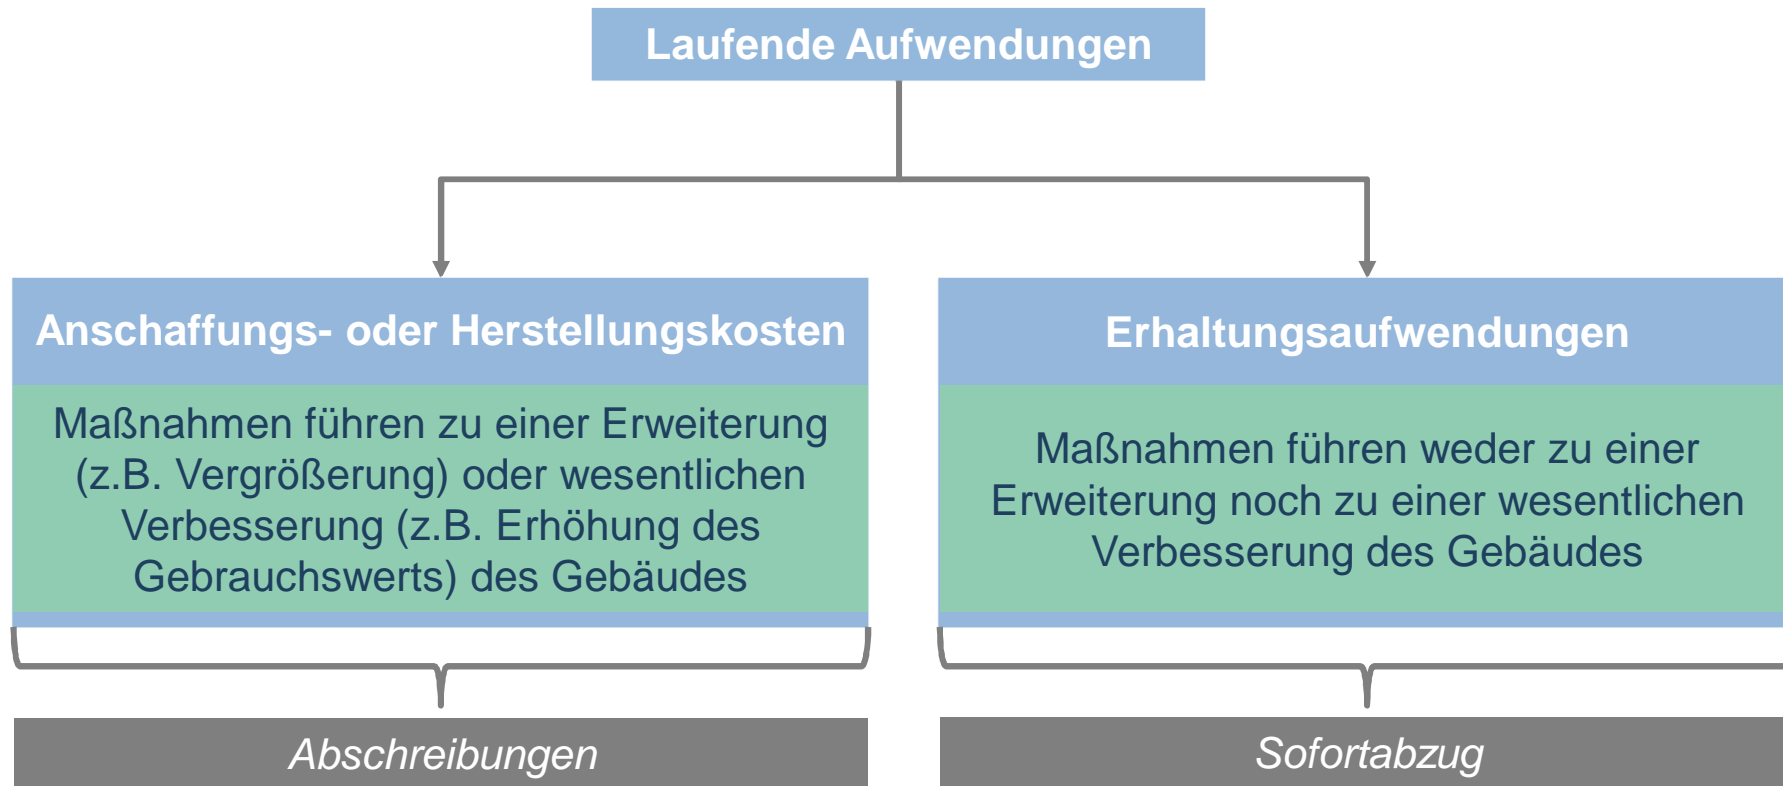 Laufende Aufwendungen
Anschaffungs- oder Herstellungskosten
Maßnahmen führen zu einer Erweiterung
(z.B. Vergrößerung) oder wesentlichen
Verbesserung (z.B. Erhöhung des
Gebrauchswerts) des Gebäudes
Abschreibungen
Erhaltungsaufwendungen
Maßnahmen führen weder zu einer
Erweiterung noch zu einer wesentlichen
Verbesserung des Gebäudes
Sofortabzug